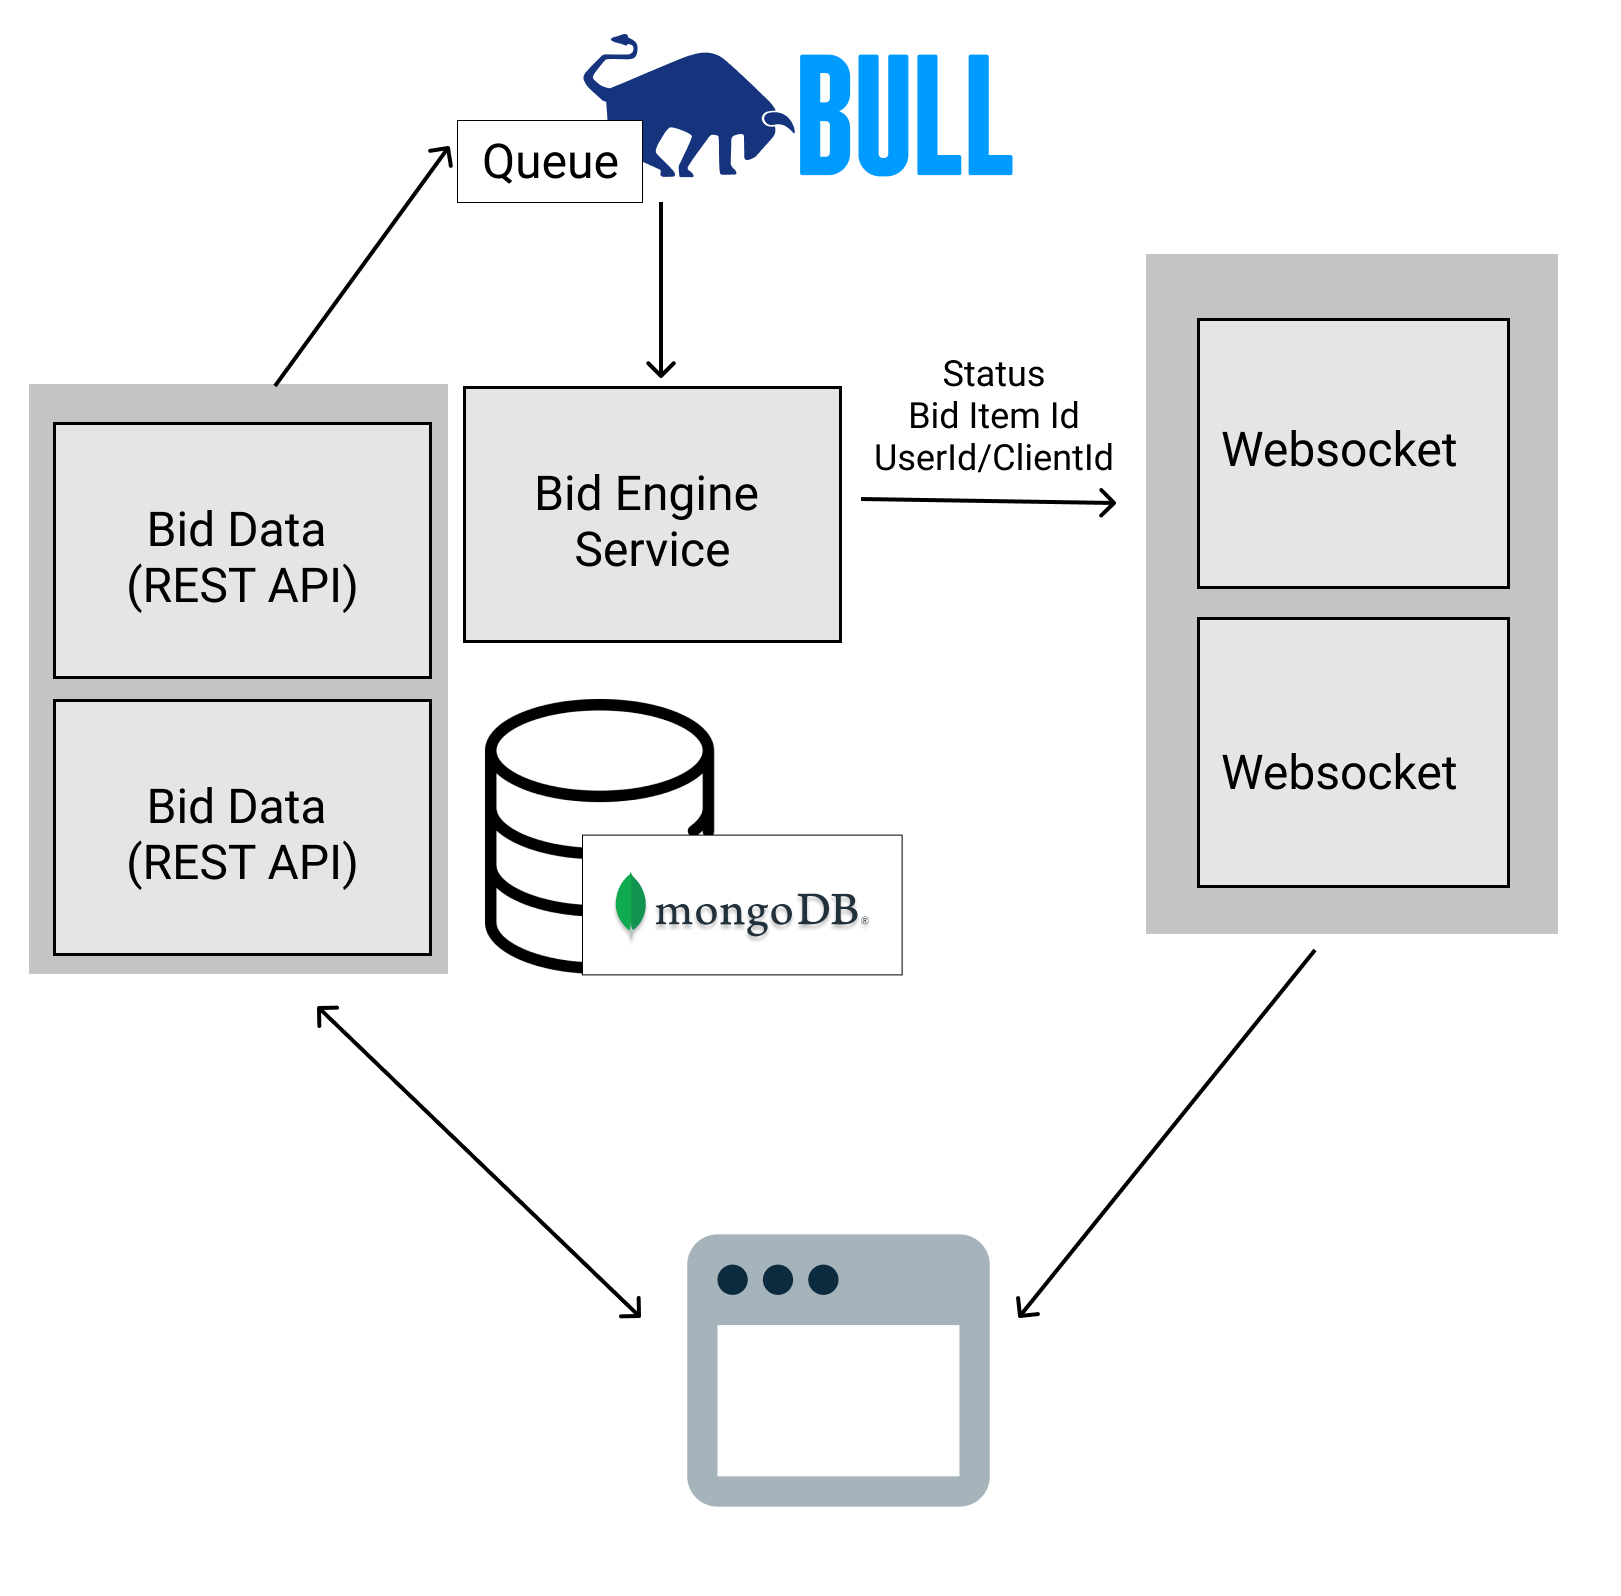 BULL
Queue
Status
Bid Item Id
UserId/ClientId
Bid Data
(REST API)
Bid Engine
Service
Websocket
Bid Data
(REST API)
mongoDB®
Websocket